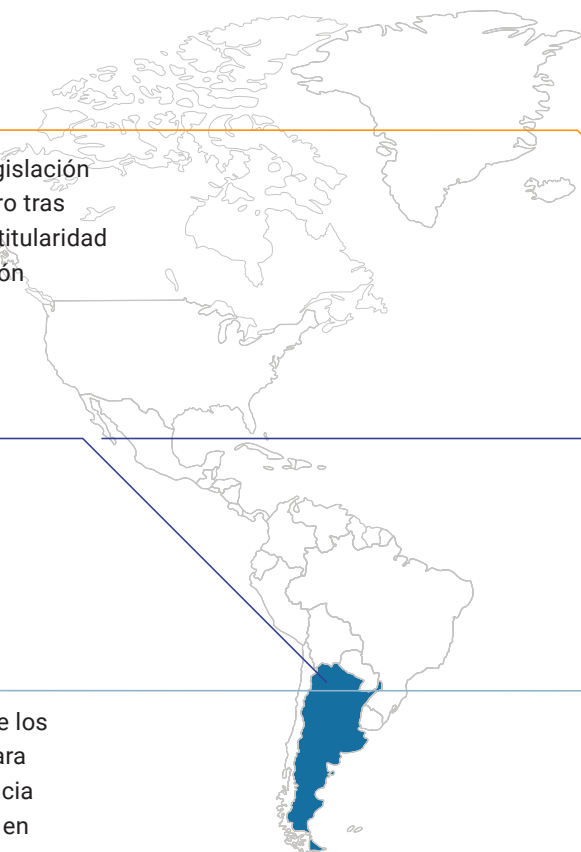 gislación
ro tras
titularidad
ón
e los
ara
cia
en